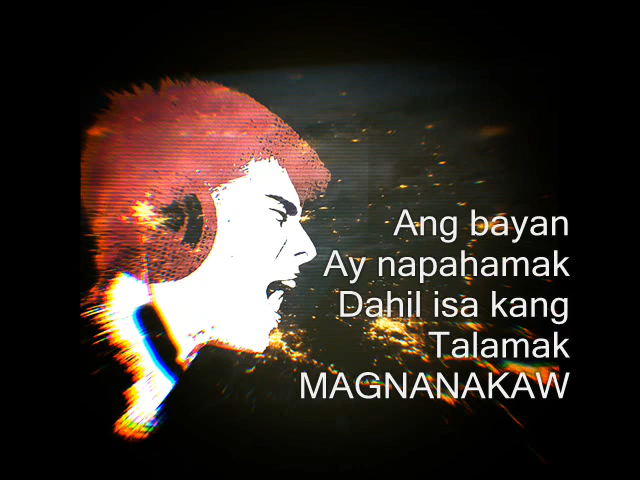 Ang bayan
Ay napahamak
Dahil isa kang
Talamak
MAGNANAKAW